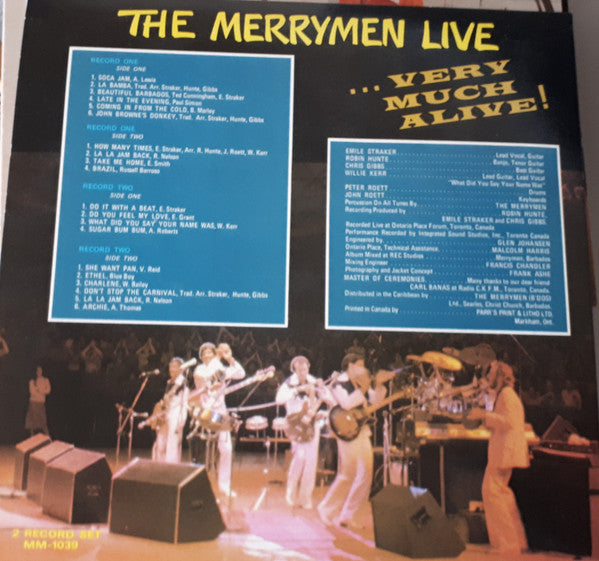 THE MERRYMEN LIVE
...VERY
MUCH
ALIVE!
RECORD ONE
SIDE ONE
1. SOCA JAM, A. Lewis
2. LA BAMBA, Trad. Arr. Straker, Hunte, Gibbs
3. BEAUTIFUL BARBADOS, Ted Cunningham, E. Straker
4. LATE IN THE EVENING, Paul Simon
5. COMING IN FROM THE COLD, B. Marley
6. JOHN BROWNE'S DONKEY, Trad. Arr. Straker, Hunte, Gibbs
RECORD ONE
SIDE TWO
1. HOW MANY TIMES, E. Straker, Arr. R. Hunte, J. Roett, W. Kerr
2. LA LA JAM BACK, R. Nelson
3. TAKE ME HOME, E. Smith
4. BRAZIL, Russell Barroso
RECORD TWO
SIDE ONE
1. DO IT WITH A BEAT, E. Straker
2. DO YOU FEEL MY LOVE, E. Grant
3. WHAT DID YOU SAY YOUR NAME WAS, W. Kerr
4. SUGAR BUM BUM, A. Roberts
RECORD TWO
SIDE TWO
1. SHE WANT PAN, V. Reid
2. ETHEL, Blue Boy
3. CHARLENE, W. Bailey
4. DON'T STOP THE CARNIVAL, Trad. Arr. Straker, Hunte, Gibbs
5. LA LA JAM BACK, R. Nelson
6. ARCHIE, A. Thomas
EMILE STRAKER Lead Vocal, Guitar
ROBIN HUNTE Banjo, Tenor Guitar
CHRIS GIBBS Bass Guitar
WILLIE KERR Lead Guitar, Lead Vocal
"What Did You Say Your Name Was"
PETER ROETT Drums
JOHN ROETT Keyboards
Percussion On All Tunes By THE MERRYMEN
Recording Produced by ROBIN HUNTE,
EMILE STRAKER and CHRIS GIBBS
Recorded Live at Ontario Place Forum, Toronto, Canada
Performance Recorded by Integrated Sound Studios, Inc., Toronto Canada
Engineered by GLEN JOHANSEN
Ontario Place, Technical Assistance MALCOLM HARRIS
Album Mixed at REC Studios Merrymen, Barbados
Mixing Engineer FRANCIS CHANDLER
Photography and Jacket Concept FRANK ASHE
MASTER OF CEREMONIES Many thanks to our dear friend
CARL BANAS at Radio C.K.F.M., Toronto, Canada.
Distributed in the Caribbean by THE MERRYMEN (B'DOS)
Ltd., Searles, Christ Church, Barbados
Printed in Canada by PARR'S PRINT & LITHO LTD.
Markham, Ont.
2 RECORD SET
MM-1039